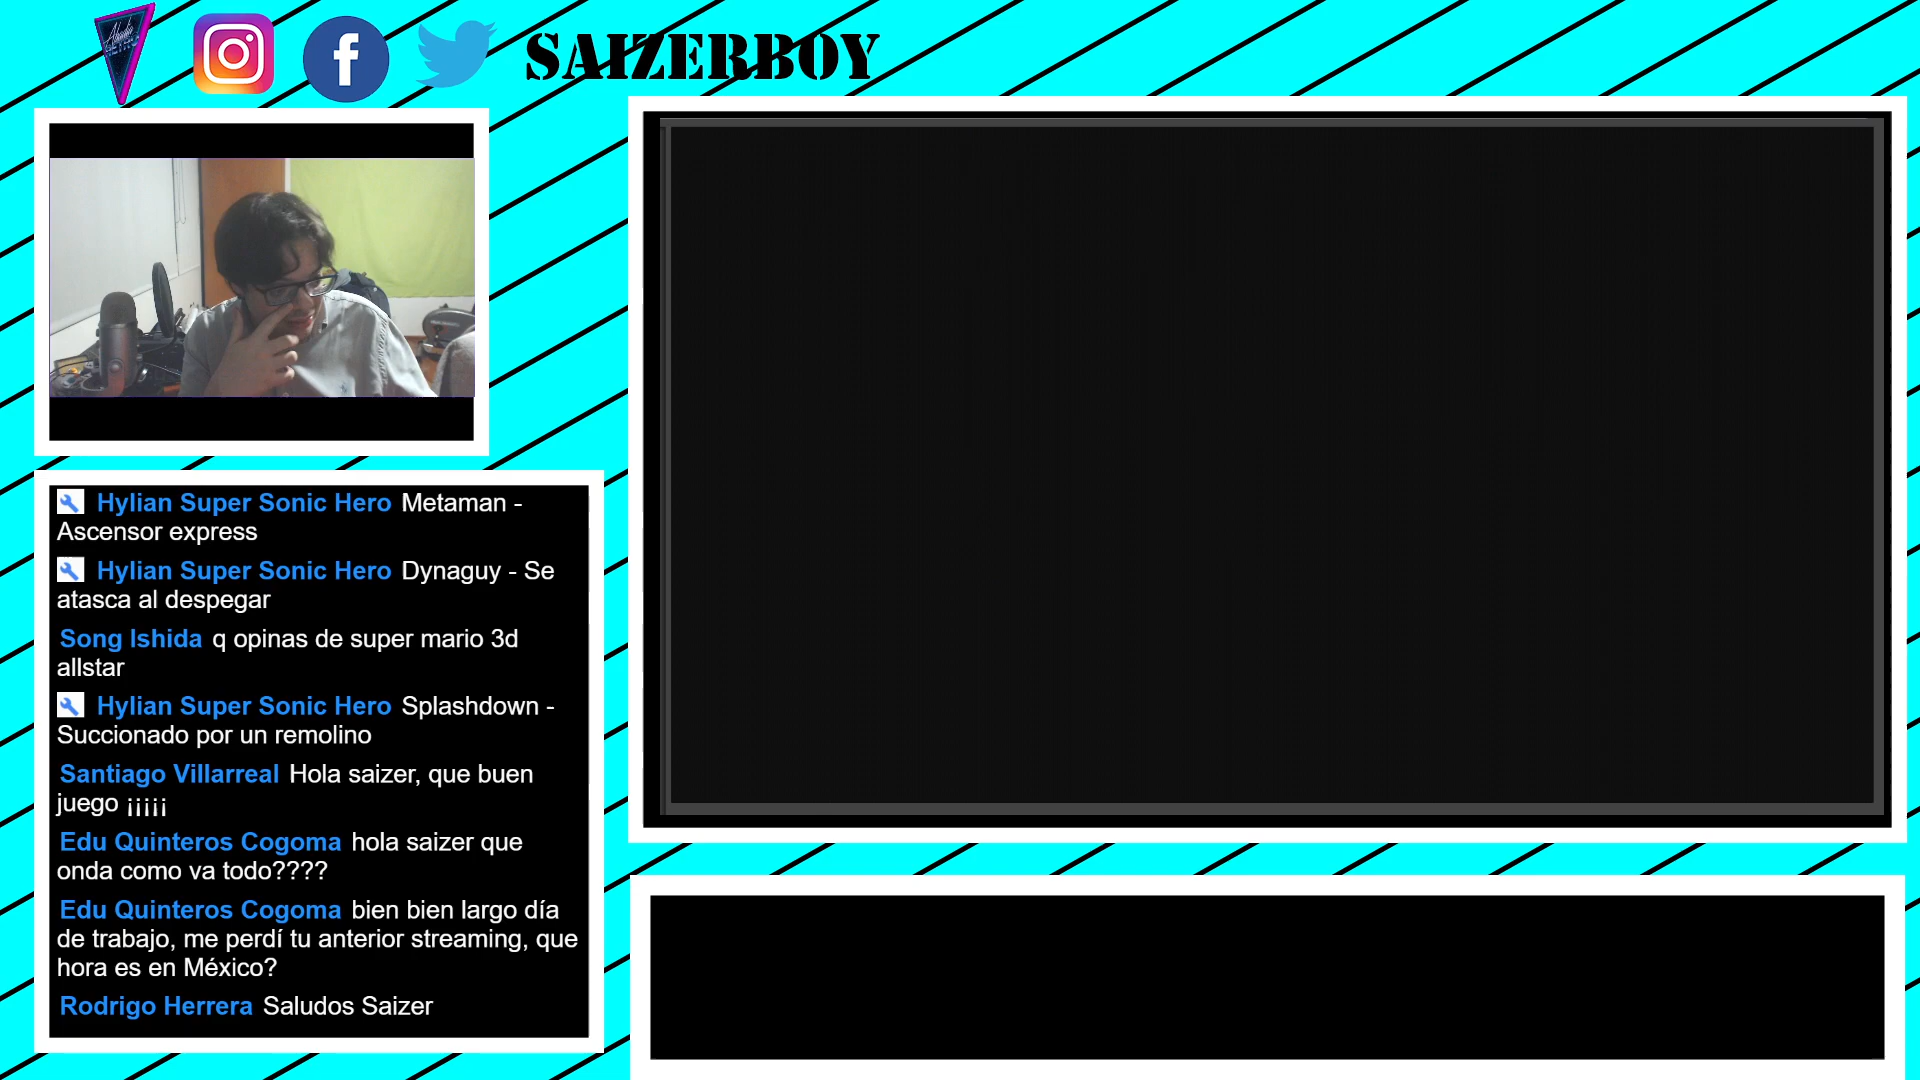 SAIZERBOY
Hylian Super Sonic Hero Metaman -
Ascensor express
Hylian Super Sonic Hero Dynaguy - Se
atasca al despegar
Song Ishida q opinas de super mario 3d
allstar
Hylian Super Sonic Hero Splashdown -
Succionado por un remolino
Santiago Villarreal Hola saizer, que buen
juego ¡¡¡¡¡
Edu Quinteros Cogoma hola saizer que
onda como va todo????
Edu Quinteros Cogoma bien bien largo día
de trabajo, me perdí tu anterior streaming, que
hora es en México?
Rodrigo Herrera Saludos Saizer